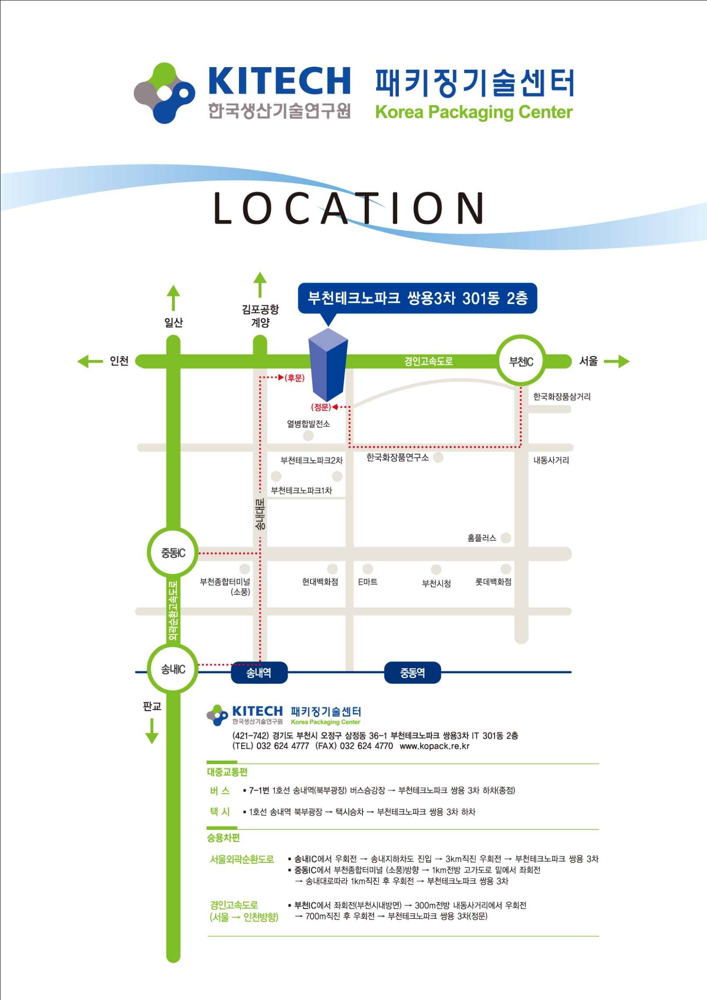 KITECH 패키징기술센터
한국생산기술연구원 Korea Packaging Center
LOCATION
부천테크노파크 쌍용3차 301동 2층
김포공항
계양
일산
인천
경인고속도로
부천IC
서울
(후문)
한국화장품삼거리
(정문)
열병합발전소
한국화장품연구소
부천테크노파크2차
내동사거리
부천테크노파크1차
송내대로
홈플러스
중동IC
부천종합터미널
(소풍)
현대백화점
E마트
부천시청
롯데백화점
외곽순환고속도로
송내IC
송내역
중동역
판교
KITECH 패키징기술센터
한국생산기술연구원 Korea Packaging Center
(421-742) 경기도 부천시 오정구 삼정동 36-1 부천테크노파크 쌍용3차 IT 301동 2층
(TEL) 032 624 4777 (FAX) 032 624 4770 www.kopack.re.kr
대중교통편
버 스 ▪ 7-1번 1호선 송내역(북부광장) 버스승강장 → 부천테크노파크 쌍용 3차 하차(종점)
택 시 ▪ 1호선 송내역 북부광장 → 택시승차 → 부천테크노파크 쌍용 3차 하차
승용차편
서울외곽순환도로 ▪ 송내IC에서 우회전 → 송내지하차도 진입 → 3km직진 우회전 → 부천테크노파크 쌍용 3차
▪ 중동IC에서 부천종합터미널 (소풍)방향 → 1km전방 고가도로 밑에서 좌회전
→ 송내대로따라 1km직진 후 우회전 → 부천테크노파크 쌍용 3차
경인고속도로 ▪ 부천IC에서 좌회전(부천시내방면) → 300m전방 내동사거리에서 우회전
(서울 → 인천방향) → 700m직진 후 우회전 → 부천테크노파크 쌍용 3차(정문)